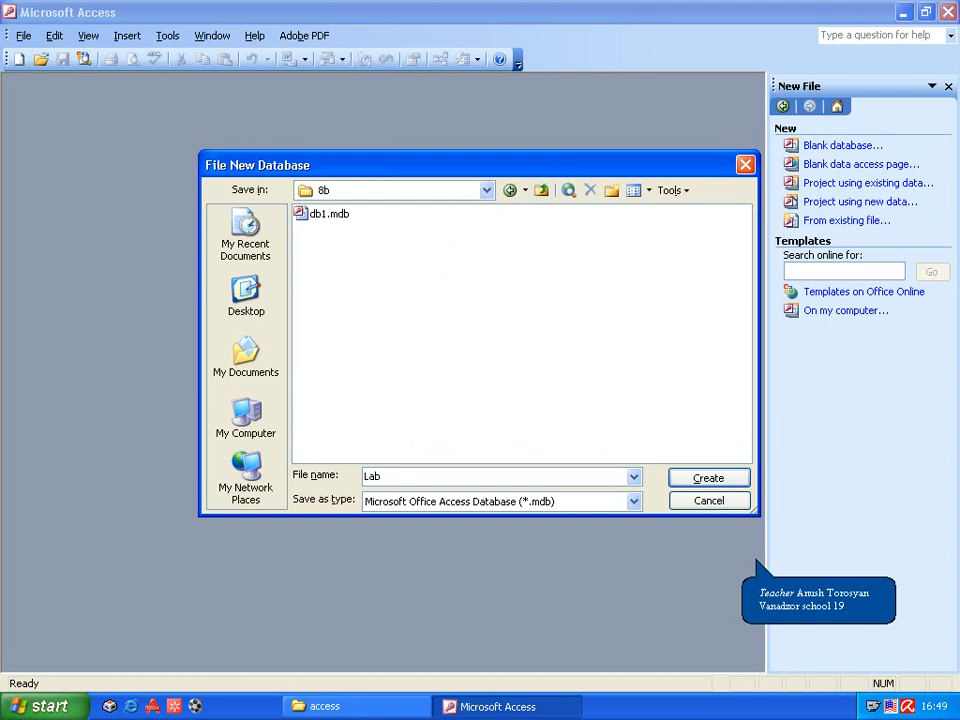 Microsoft Access
File Edit View Insert Tools Window Help Adobe PDF
Type a question for help
New File
New
Blank database...
Blank data access page...
Project using existing data...
Project using new data...
From existing file...
Templates
Search online for:
Go
Templates on Office Online
On my computer...
File New Database
Save in: 8b Tools
db1.mdb
My Recent
Documents
Desktop
My Documents
My Computer
My Network
Places
File name: Lab Create
Save as type: Microsoft Office Access Database (*.mdb) Cancel
Teacher Anush Torosyan
Vanadzor school 19
Ready NUM
start access Microsoft Access 16:49